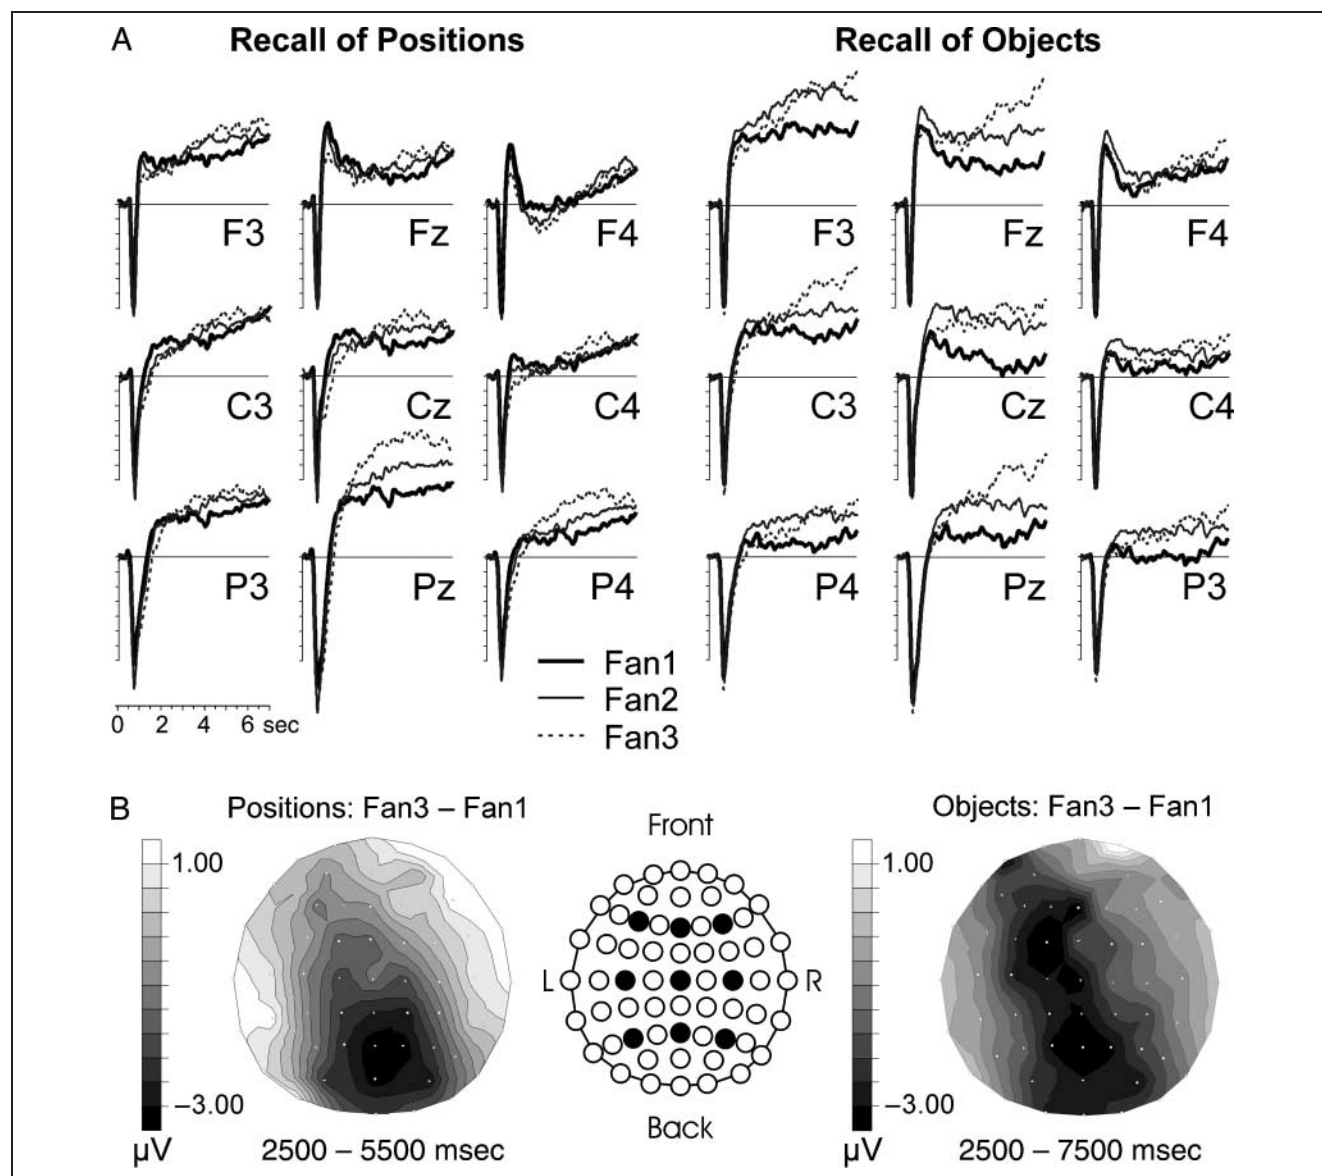 A
Recall of Positions
Recall of Objects
F3
Fz
F4
F3
Fz
F4
C3
Cz
C4
C3
Cz
C4
P3
Pz
P4
P4
Pz
P3
Fan1
Fan2
Fan3
0 2 4 6 sec
B
Positions: Fan3 – Fan1
Objects: Fan3 – Fan1
Front
1.00
1.00
L
R
–3.00
–3.00
Back
µV
2500 – 5500 msec
µV
2500 – 7500 msec